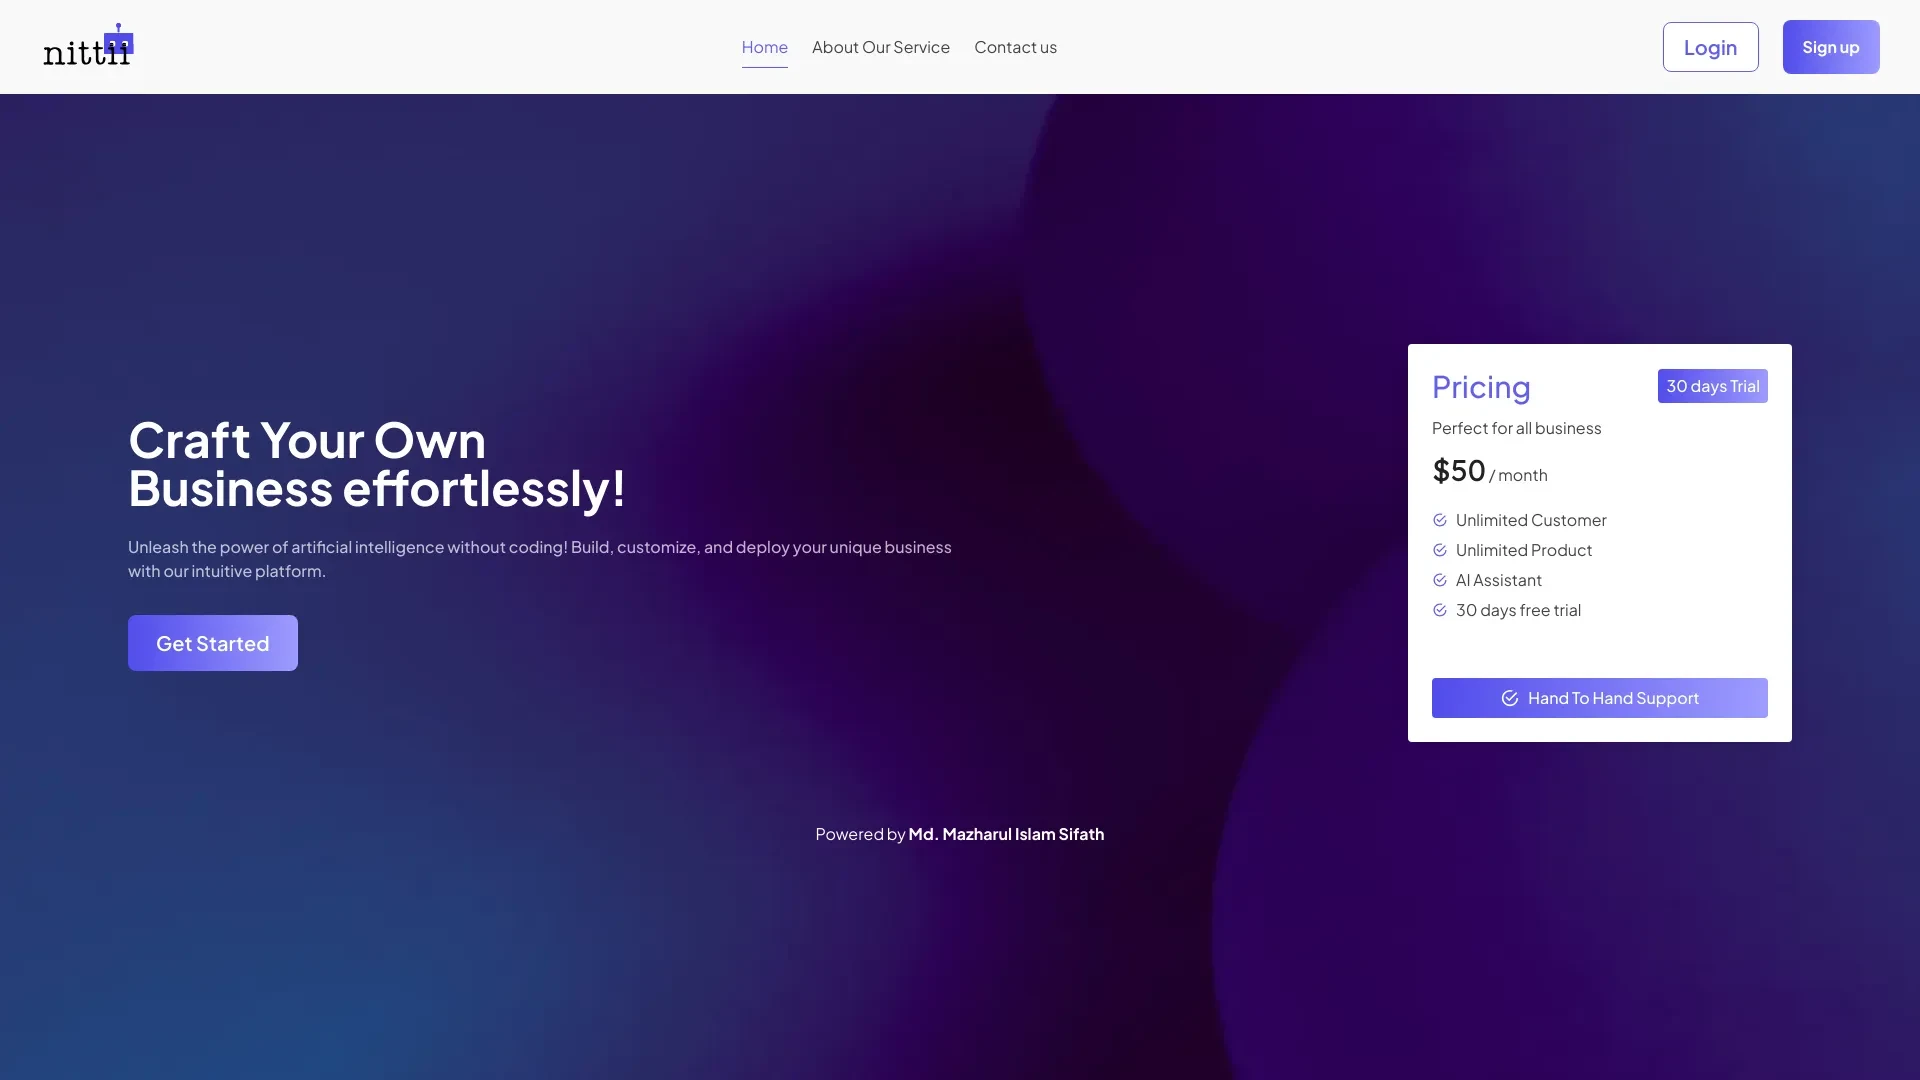 nittii
Home
About Our Service
Contact us
Login
Sign up
Craft Your Own
Business effortlessly!
Unleash the power of artificial intelligence without coding! Build, customize, and deploy your unique business
with our intuitive platform.
Get Started
Pricing
30 days Trial
Perfect for all business
$50 / month
Unlimited Customer
Unlimited Product
AI Assistant
30 days free trial
Hand To Hand Support
Powered by Md. Mazharul Islam Sifath